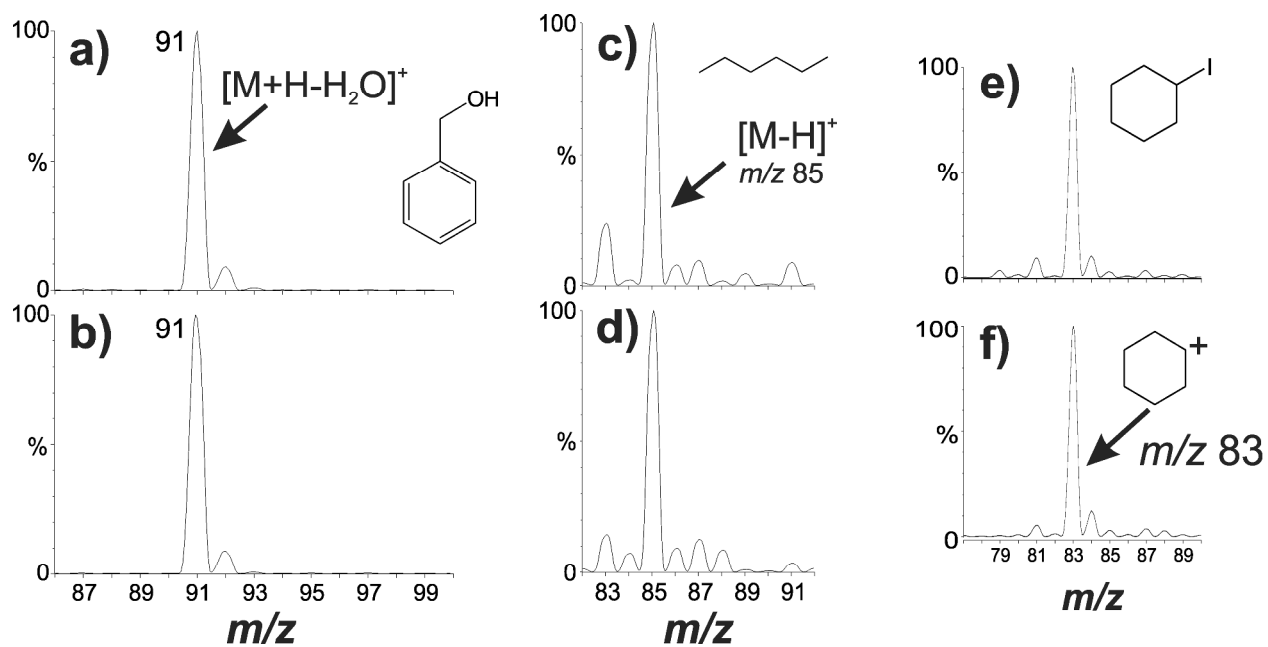 a)
100
91
[M+H-H₂O]⁺
OH
%
0
b)
100
91
%
0
87 89 91 93 95 97 99
m/z
c)
100
[M-H]⁺
m/z 85
%
0
d)
100
%
0
83 85 87 89 91
m/z
e)
100
I
%
0
f)
100
+
m/z 83
%
0
79 81 83 85 87 89
m/z